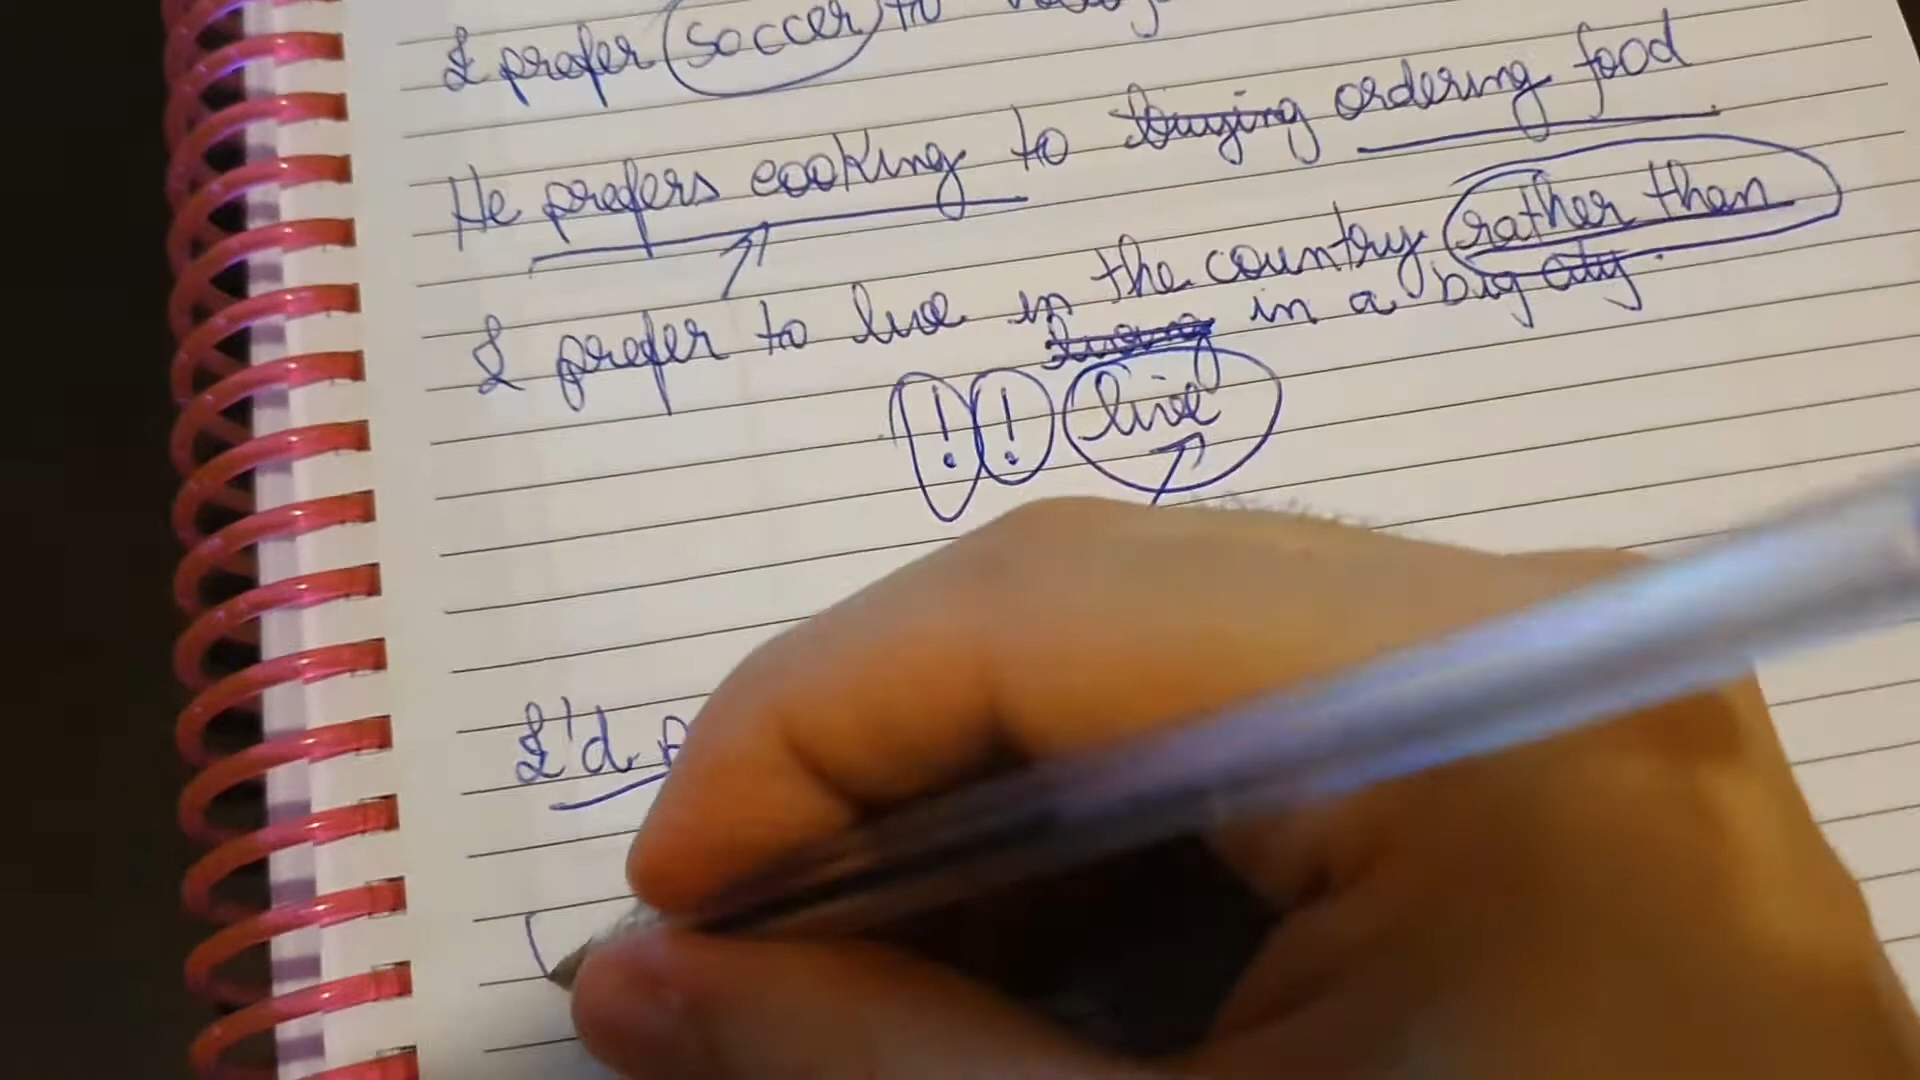 I prefer soccer to
He prefers cooking to buying ordering food
I prefer to live in the country rather than
living in a big city.
! ! live
I'd